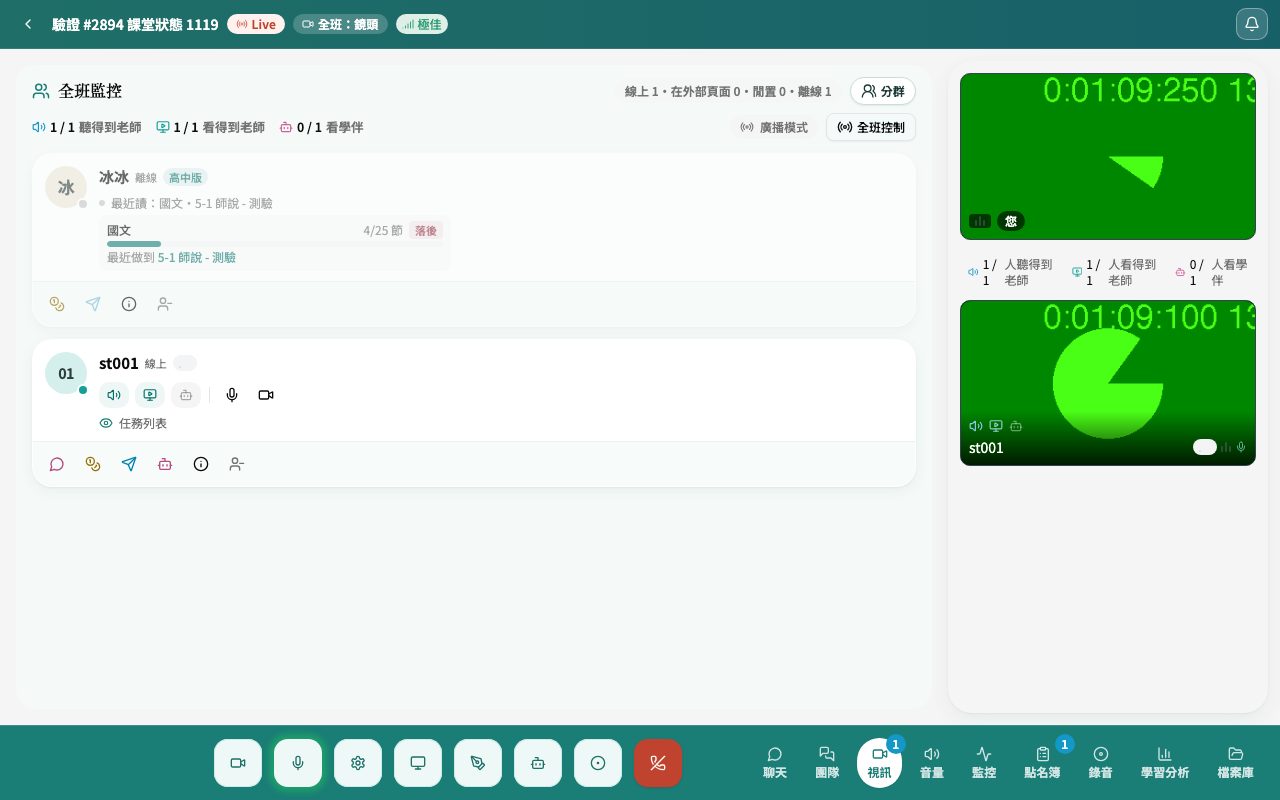 驗證 #2894 課堂狀態 1119 Live 全班：鏡頭 極佳
全班監控
線上 1・在外部頁面 0・閒置 0・離線 1 分群
1 / 1 聽得到老師 1 / 1 看得到老師 0 / 1 看學伴
廣播模式 全班控制
冰
冰冰 離線 高中版
最近讀：國文・5-1 師說 - 測驗
國文 4/25 節 落後
最近做到 5-1 師說 - 測驗
01
st001 線上
任務列表
0:01:09:250
您
1 / 1 人聽得到老師
1 / 1 人看得到老師
0 / 1 人看學伴
0:01:09:100
st001
聊天
團隊
視訊 1
音量
監控
點名簿 1
錄音
學習分析
檔案庫